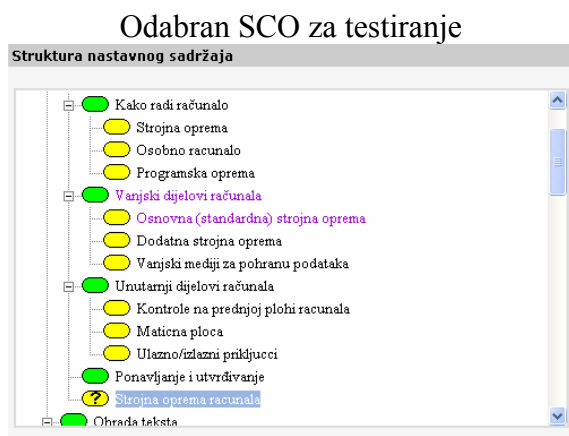 Odabran SCO za testiranje
Struktura nastavnog sadržaja
Kako radi računalo
Strojna oprema
Osobno racunalo
Programska oprema
Vanjski dijelovi računala
Osnovna (standardna) strojna oprema
Dodatna strojna oprema
Vanjski mediji za pohranu podataka
Unutarnji dijelovi računala
Kontrole na prednjoj plohi racunala
Maticna ploca
Ulazno/izlazni prikljucci
Ponavljanje i utvrđivanje
? Strojna oprema racunala
Obrada teksta